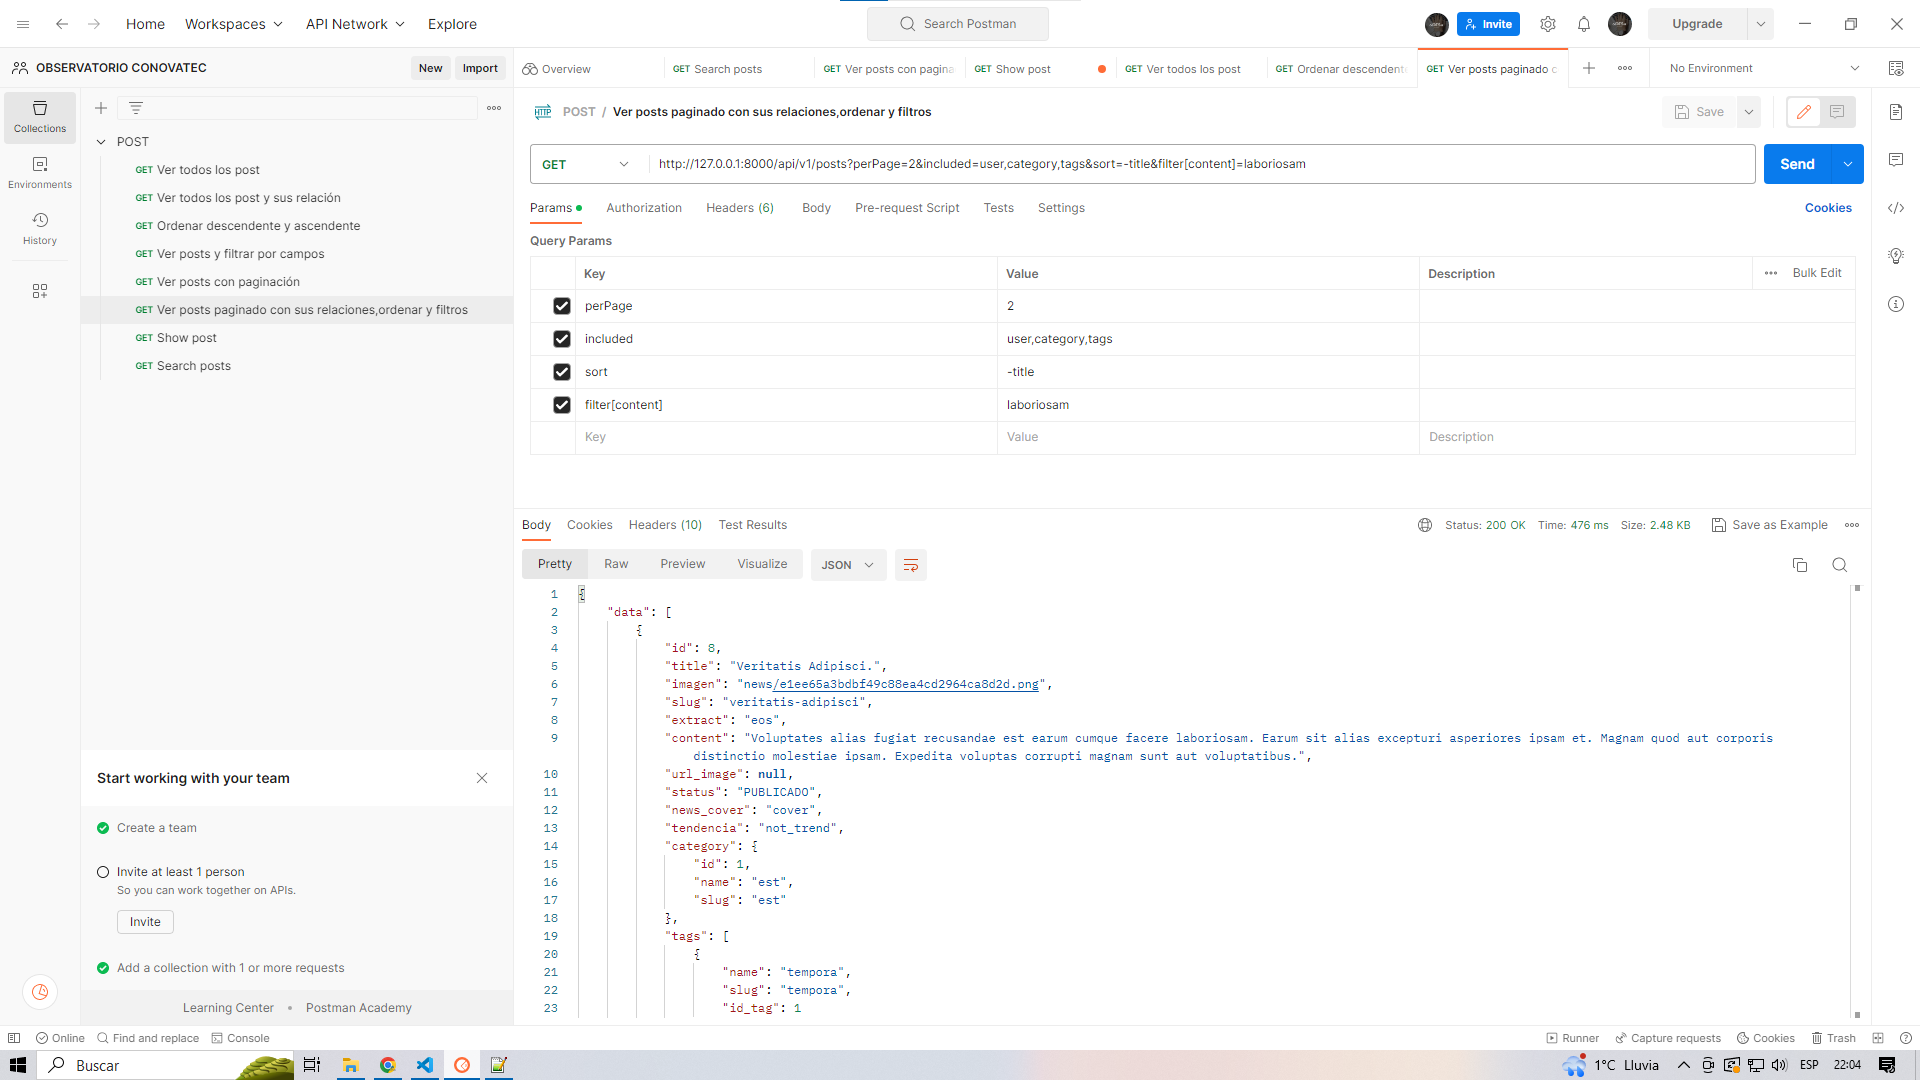 Home
Workspaces
API Network
Explore
Search Postman
Invite
Upgrade
OBSERVATORIO CONOVATEC
New
Import
Overview
GET Search posts
GET Ver posts con pagina
GET Show post
GET Ver todos los post
GET Ordenar descendente
GET Ver posts paginado c
No Environment
Collections
Environments
History
POST
GET Ver todos los post
GET Ver todos los post y sus relación
GET Ordenar descendente y ascendente
GET Ver posts y filtrar por campos
GET Ver posts con paginación
GET Ver posts paginado con sus relaciones,ordenar y filtros
GET Show post
GET Search posts
Start working with your team
Create a team
Invite at least 1 person
So you can work together on APIs.
Invite
Add a collection with 1 or more requests
Learning Center • Postman Academy
HTTP POST / Ver posts paginado con sus relaciones,ordenar y filtros
Save
GET http://127.0.0.1:8000/api/v1/posts?perPage=2&included=user,category,tags&sort=-title&filter[content]=laboriosam
Send
Params Authorization Headers (6) Body Pre-request Script Tests Settings
Cookies
Query Params
Key Value Description Bulk Edit
perPage 2
included user,category,tags
sort -title
filter[content] laboriosam
Key Value Description
Body Cookies Headers (10) Test Results
Status: 200 OK Time: 476 ms Size: 2.48 KB Save as Example
Pretty Raw Preview Visualize JSON
1 {
2 "data": [
3 {
4 "id": 8,
5 "title": "Veritatis Adipisci.",
6 "imagen": "news/e1ee65a3bdbf49c88ea4cd2964ca8d2d.png",
7 "slug": "veritatis-adipisci",
8 "extract": "eos",
9 "content": "Voluptates alias fugiat recusandae est earum cumque facere laboriosam. Earum sit alias excepturi asperiores ipsam et. Magnam quod aut corporis
distinctio molestiae ipsam. Expedita voluptas corrupti magnam sunt aut voluptatibus.",
10 "url_image": null,
11 "status": "PUBLICADO",
12 "news_cover": "cover",
13 "tendencia": "not_trend",
14 "category": {
15 "id": 1,
16 "name": "est",
17 "slug": "est"
18 },
19 "tags": [
20 {
21 "name": "tempora",
22 "slug": "tempora",
23 "id_tag": 1
Online
Find and replace
Console
Runner
Capture requests
Cookies
Trash
Buscar
1°C Lluvia
ESP
22:04